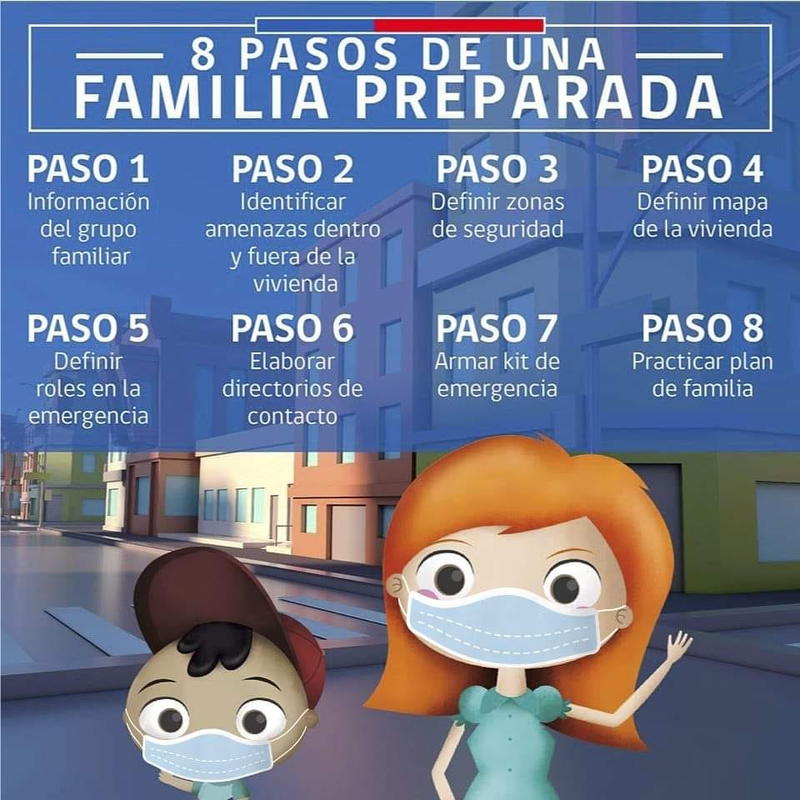 8 PASOS DE UNA
FAMILIA PREPARADA
PASO 1
Información
del grupo
familiar
PASO 2
Identificar
amenazas dentro
y fuera de la
vivienda
PASO 3
Definir zonas
de seguridad
PASO 4
Definir mapa
de la vivienda
PASO 5
Definir
roles en la
emergencia
PASO 6
Elaborar
directorios de
contacto
PASO 7
Armar kit de
emergencia
PASO 8
Practicar plan
de familia